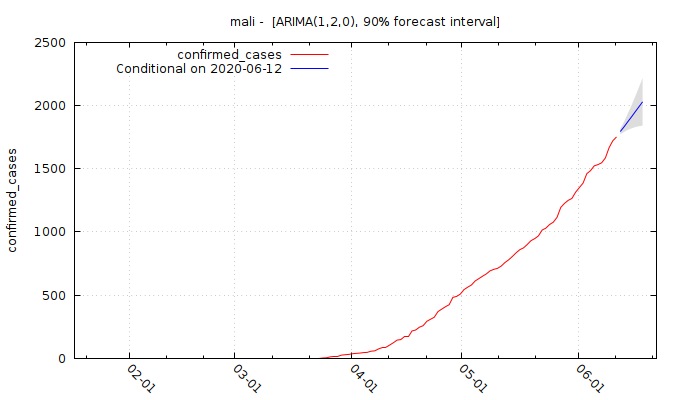 mali -  [ARIMA(1,2,0), 90% forecast interval]
confirmed_cases
Conditional on 2020-06-12
confirmed_cases
2500
2000
1500
1000
500
0
02-01
03-01
04-01
05-01
06-01